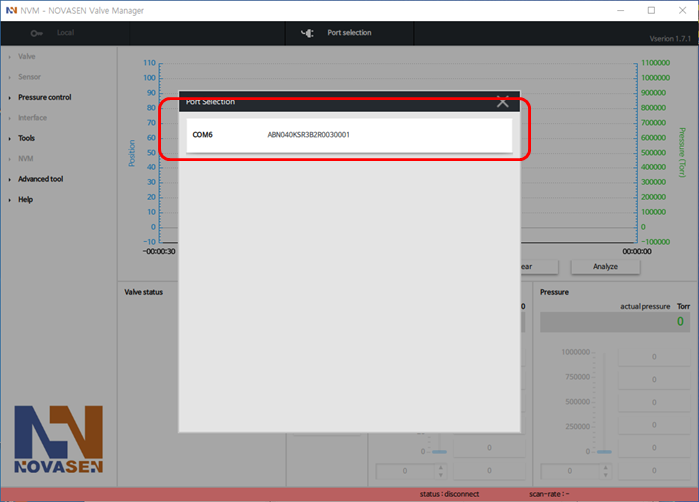 NVM - NOVASEN Valve Manager
Local
Port selection
Vserion 1.7.1
Valve
Sensor
Pressure control
Interface
Tools
NVM
Advanced tool
Help
Port Selection
COM6 ABN040KSR3B2R0030001
Position
110
100
90
80
70
60
50
40
30
20
10
0
-10
-00:00:30
00:00:00
1100000
1000000
900000
800000
700000
600000
500000
400000
300000
200000
100000
0
-100000
Pressure (Torr)
ear
Analyze
Valve status
0
Pressure
actual pressure Torr
0
1000000
750000
500000
250000
0
0
0
0
0
0
0
0
0
0
NOVASEN
status : disconnect
scan-rate : -